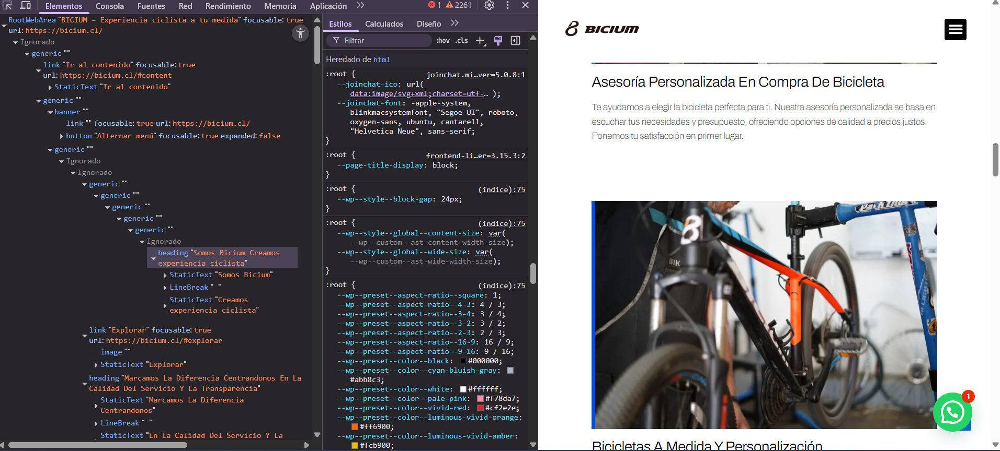 Elementos Consola Fuentes Red Rendimiento Memoria Aplicación 1 2261
RootWebArea "BICIUM – Experiencia ciclista a tu medida" focusable: true
url: https://bicium.cl/
Ignorado
generic ""
link "Ir al contenido" focusable: true
url: https://bicium.cl/#content
StaticText "Ir al contenido"
generic ""
banner ""
link "" focusable: true url: https://bicium.cl/
button "Alternar menú" focusable: true expanded: false
generic ""
Ignorado
Ignorado
generic ""
generic ""
generic ""
generic ""
generic ""
Ignorado
heading "Somos Bicium Creamos
experiencia ciclista"
StaticText "Somos Bicium"
LineBreak " "
StaticText "Creamos
experiencia ciclista"
link "Explorar" focusable: true
url: https://bicium.cl/#explorar
image ""
StaticText "Explorar"
heading "Marcamos La Diferencia Centrandonos En La
Calidad Del Servicio Y La Transparencia"
StaticText "Marcamos La Diferencia
Centrandonos"
LineBreak " "
StaticText "En La Calidad Del Servicio Y La
Estilos Calculados Diseño
Filtrar :hov .cls
Heredado de html
:root { joinchat.mi…ver=5.0.8:1
--joinchat-ico: url(
data:image/svg+xml;charset=utf-… );
--joinchat-font: -apple-system,
blinkmacsystemfont, "Segoe UI", roboto,
oxygen-sans, ubuntu, cantarell,
"Helvetica Neue", sans-serif;
}
:root { frontend-li…er=3.15.3:2
--page-title-display: block;
}
:root { (índice):75
--wp--style--block-gap: 24px;
}
:root { (índice):75
--wp--style--global--content-size: var(
--wp--custom--ast-content-width-size);
--wp--style--global--wide-size: var(
--wp--custom--ast-wide-width-size);
}
:root { (índice):75
--wp--preset--aspect-ratio--square: 1;
--wp--preset--aspect-ratio--4-3: 4 / 3;
--wp--preset--aspect-ratio--3-4: 3 / 4;
--wp--preset--aspect-ratio--3-2: 3 / 2;
--wp--preset--aspect-ratio--2-3: 2 / 3;
--wp--preset--aspect-ratio--16-9: 16 / 9;
--wp--preset--aspect-ratio--9-16: 9 / 16;
--wp--preset--color--black: #000000;
--wp--preset--color--cyan-bluish-gray:
#abb8c3;
--wp--preset--color--white: #ffffff;
--wp--preset--color--pale-pink: #f78da7;
--wp--preset--color--vivid-red: #cf2e2e;
--wp--preset--color--luminous-vivid-orange:
#ff6900;
--wp--preset--color--luminous-vivid-amber:
#fcb900;
BICIUM
Asesoría Personalizada En Compra De Bicicleta
Te ayudamos a elegir la bicicleta perfecta para ti. Nuestra asesoría personalizada se basa en
escuchar tus necesidades y presupuesto, ofreciendo opciones de calidad a precios justos.
Ponemos tu satisfacción en primer lugar.
BIK
1
Bicicletas A Medida Y Personalización